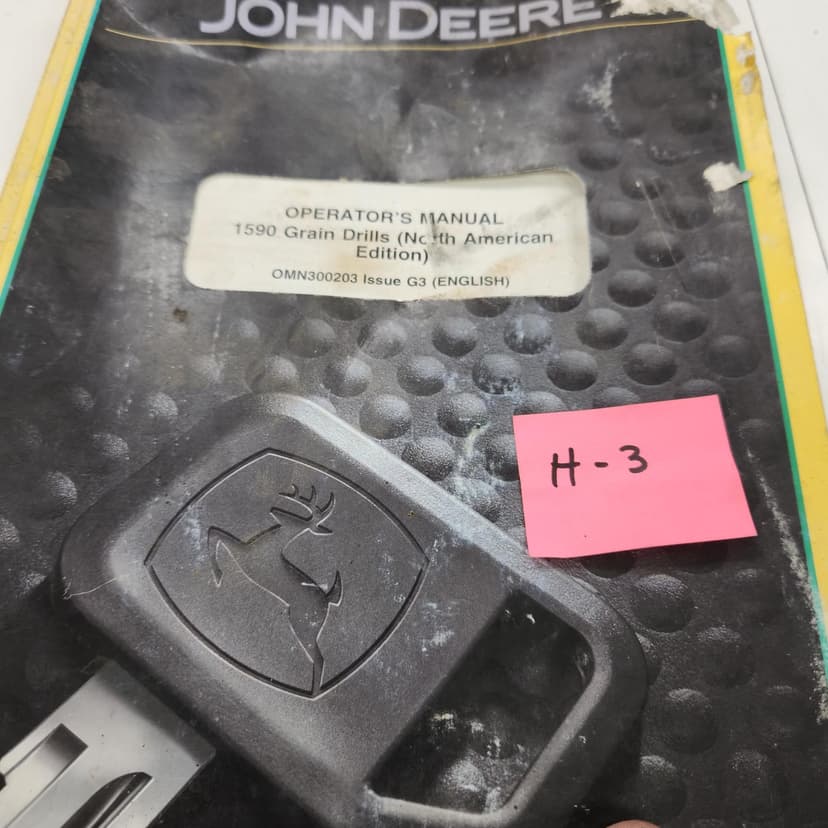 JOHN DEERE
OPERATOR'S MANUAL
1590 Grain Drills (North American
Edition)
OMN300203 Issue G3 (ENGLISH)
H-3